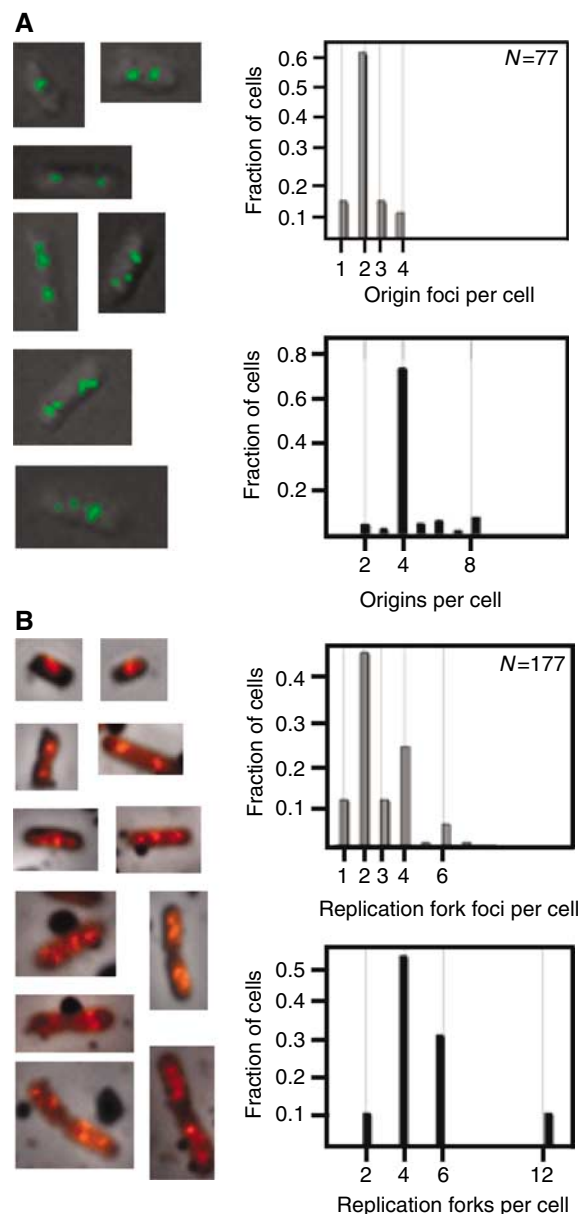 A
N=77
Fraction of cells
0.6
0.5
0.4
0.3
0.2
0.1
1 2 3 4
Origin foci per cell
Fraction of cells
0.8
0.6
0.4
0.2
2 4 8
Origins per cell
B
N=177
Fraction of cells
0.4
0.3
0.2
0.1
1 2 3 4 6
Replication fork foci per cell
Fraction of cells
0.5
0.4
0.3
0.2
0.1
2 4 6 12
Replication forks per cell